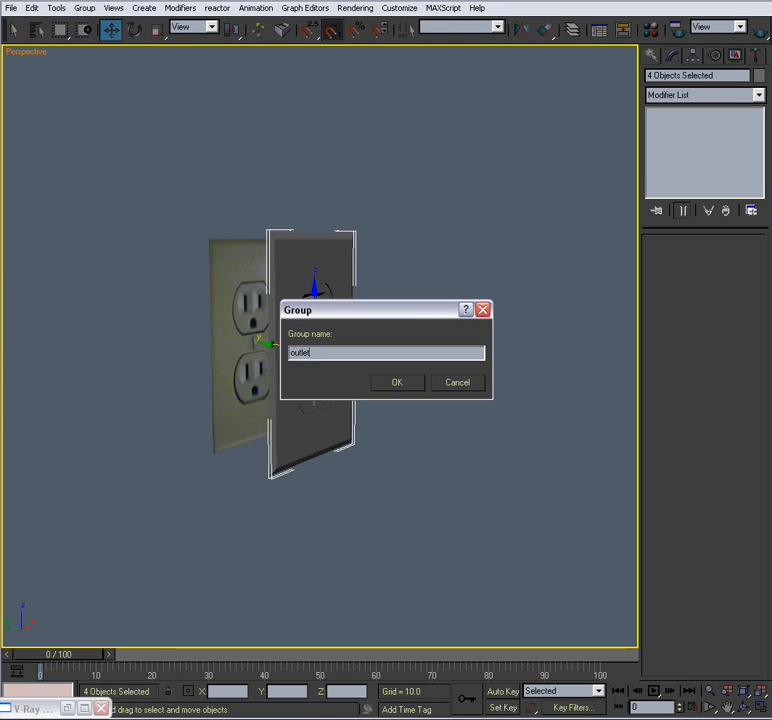 File Edit Tools Group Views Create Modifiers reactor Animation Graph Editors Rendering Customize MAXScript Help
View 2.5 View
Perspective
4 Objects Selected
Modifier List
Z
y
Group ?
Group name:
outlet
OK Cancel
z
0 / 100
0 10 20 30 40 50 60 70 80 90 100
4 Objects Selected X: Y: Z: Grid = 10.0 Auto Key Selected
V-Ray ... d drag to select and move objects Add Time Tag Set Key Key Filters... 0